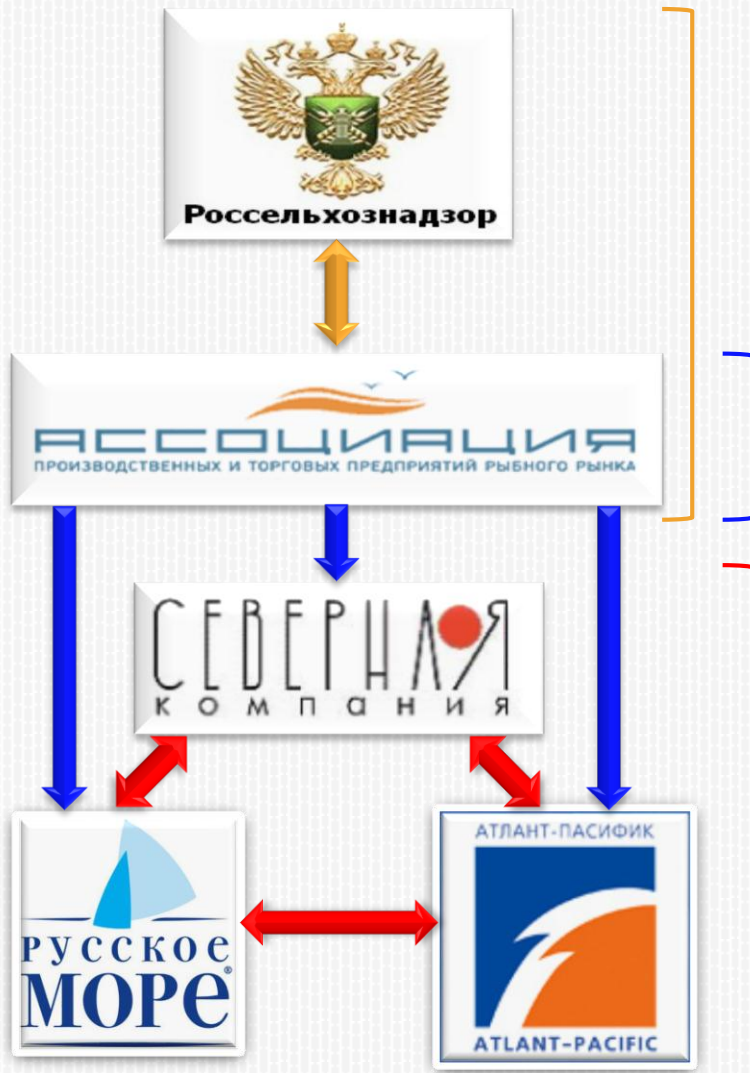 Россельхознадзор
АССОЦИАЦИЯ
ПРОИЗВОДСТВЕННЫХ И ТОРГОВЫХ ПРЕДПРИЯТИЙ РЫБНОГО РЫНКА
СЕВЕРНАЯ
компания
РУССКОЕ
МОРЕ®
АТЛАНТ-ПАСИФИК
ATLANT-PACIFIC